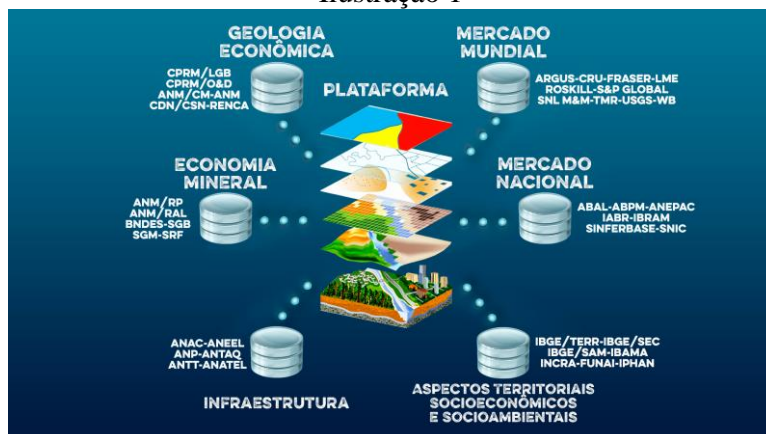 Ilustração 1
GEOLOGIA
ECONÔMICA
CPRM/LGB
CPRM/O&D
ANM/CM-ANM
CDN/CSN-RENCA
PLATAFORMA
MERCADO
MUNDIAL
ARGUS-CRU-FRASER-LME
ROSKILL-S&P GLOBAL
SNL M&M-TMR-USGS-WB
ECONOMIA
MINERAL
ANM/RP
ANM/RAL
BNDES-SGB
SGM-SRF
MERCADO
NACIONAL
ABAL-ABPM-ANEPAC
IABR-IBRAM
SINFERBASE-SNIC
ANAC-ANEEL
ANP-ANTAQ
ANTT-ANATEL
INFRAESTRUTURA
IBGE/TERR-IBGE/SEC
IBGE/SAM-IBAMA
INCRA-FUNAI-IPHAN
ASPECTOS TERRITORIAIS
SOCIOECONÔMICOS
E SOCIOAMBIENTAIS